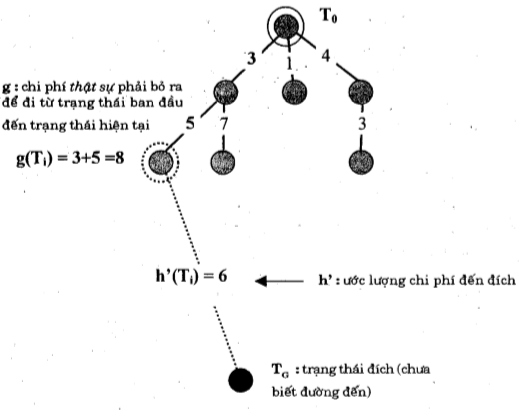 T₀
3 1 4
g : chi phí thật sự phải bỏ ra
để đi từ trạng thái ban đầu
đến trạng thái hiện tại
5 7 3
g(Tᵢ) = 3+5 =8
h'(Tᵢ) = 6
h' : ước lượng chi phí đến đích
T_G : trạng thái đích (chưa
biết đường đến)